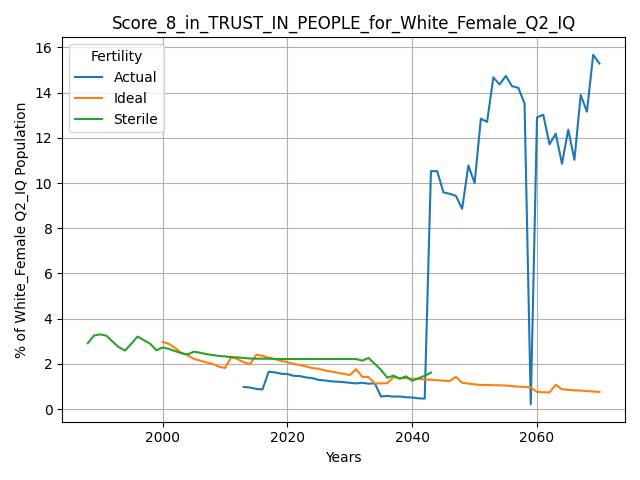 Score_8_in_TRUST_IN_PEOPLE_for_White_Female_Q2_IQ
Fertility
Actual
Ideal
Sterile
% of White_Female Q2_IQ Population
16
14
12
10
8
6
4
2
0
2000
2020
2040
2060
Years